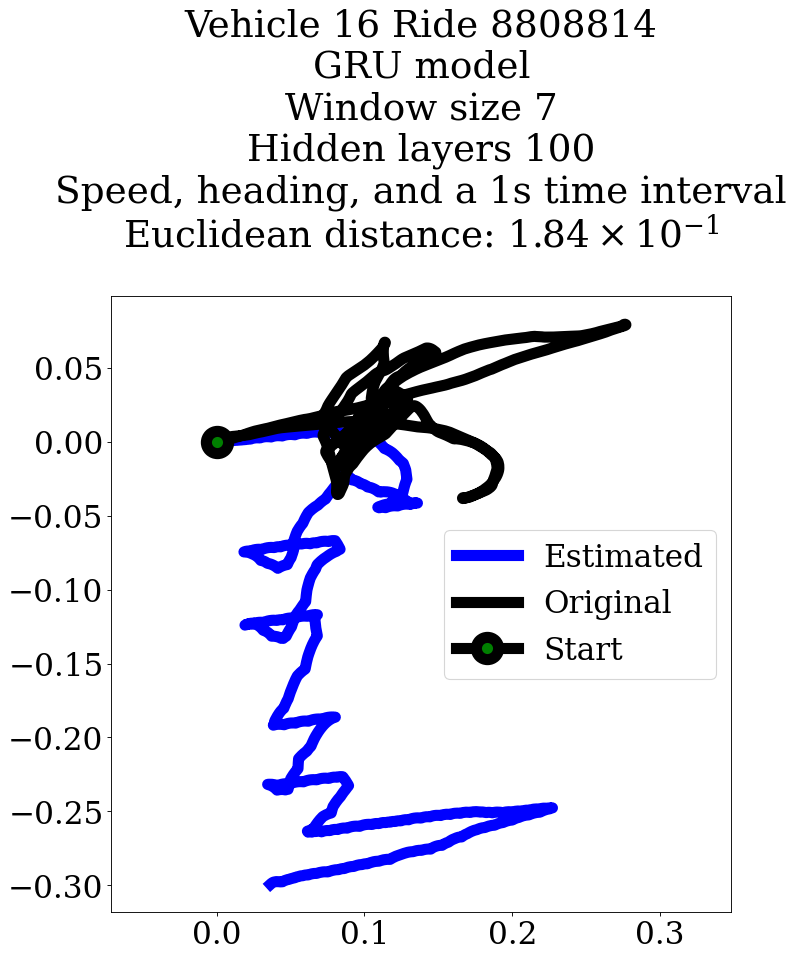 Vehicle 16 Ride 8808814
GRU model
Window size 7
Hidden layers 100
Speed, heading, and a 1s time interval
Euclidean distance: 1.84 × 10⁻¹
0.05
0.00
−0.05
−0.10
−0.15
−0.20
−0.25
−0.30
Estimated
Original
Start
0.0 0.1 0.2 0.3